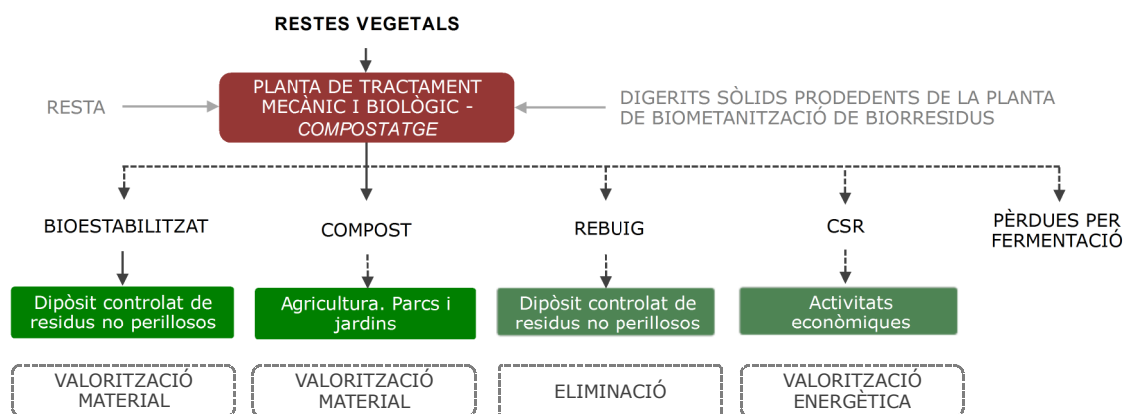 RESTES VEGETALS
PLANTA DE TRACTAMENT
MECÀNIC I BIOLÒGIC -
COMPOSTATGE
RESTA
DIGERITS SÒLIDS PRODEDENTS DE LA PLANTA
DE BIOMETANITZACIÓ DE BIORRESIDUS
BIOESTABILITZAT
COMPOST
REBUIG
CSR
PÈRDUES PER
FERMENTACIÓ
Dipòsit controlat de
residus no perillosos
Agricultura. Parcs i
jardins
Dipòsit controlat de
residus no perillosos
Activitats
econòmiques
VALORITZACIÓ
MATERIAL
VALORITZACIÓ
MATERIAL
ELIMINACIÓ
VALORITZACIÓ
ENERGÈTICA